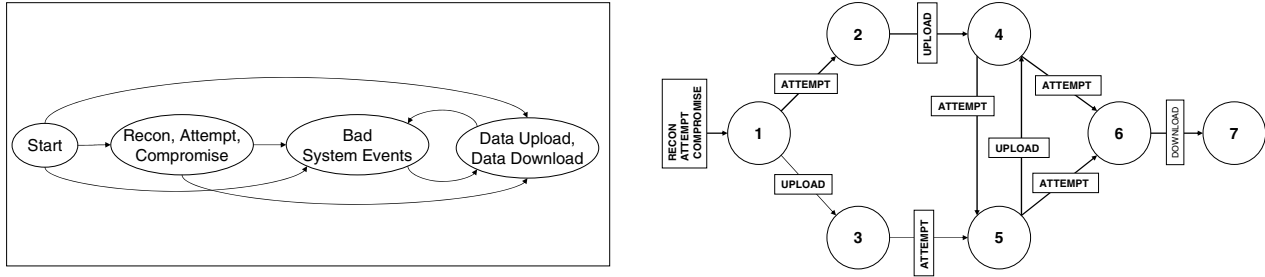 Start
Recon, Attempt,
Compromise
Bad
System Events
Data Upload,
Data Download
RECON
ATTEMPT
COMPROMISE
1
ATTEMPT
UPLOAD
2
UPLOAD
3
ATTEMPT
4
ATTEMPT
UPLOAD
5
ATTEMPT
ATTEMPT
6
DOWNLOAD
7